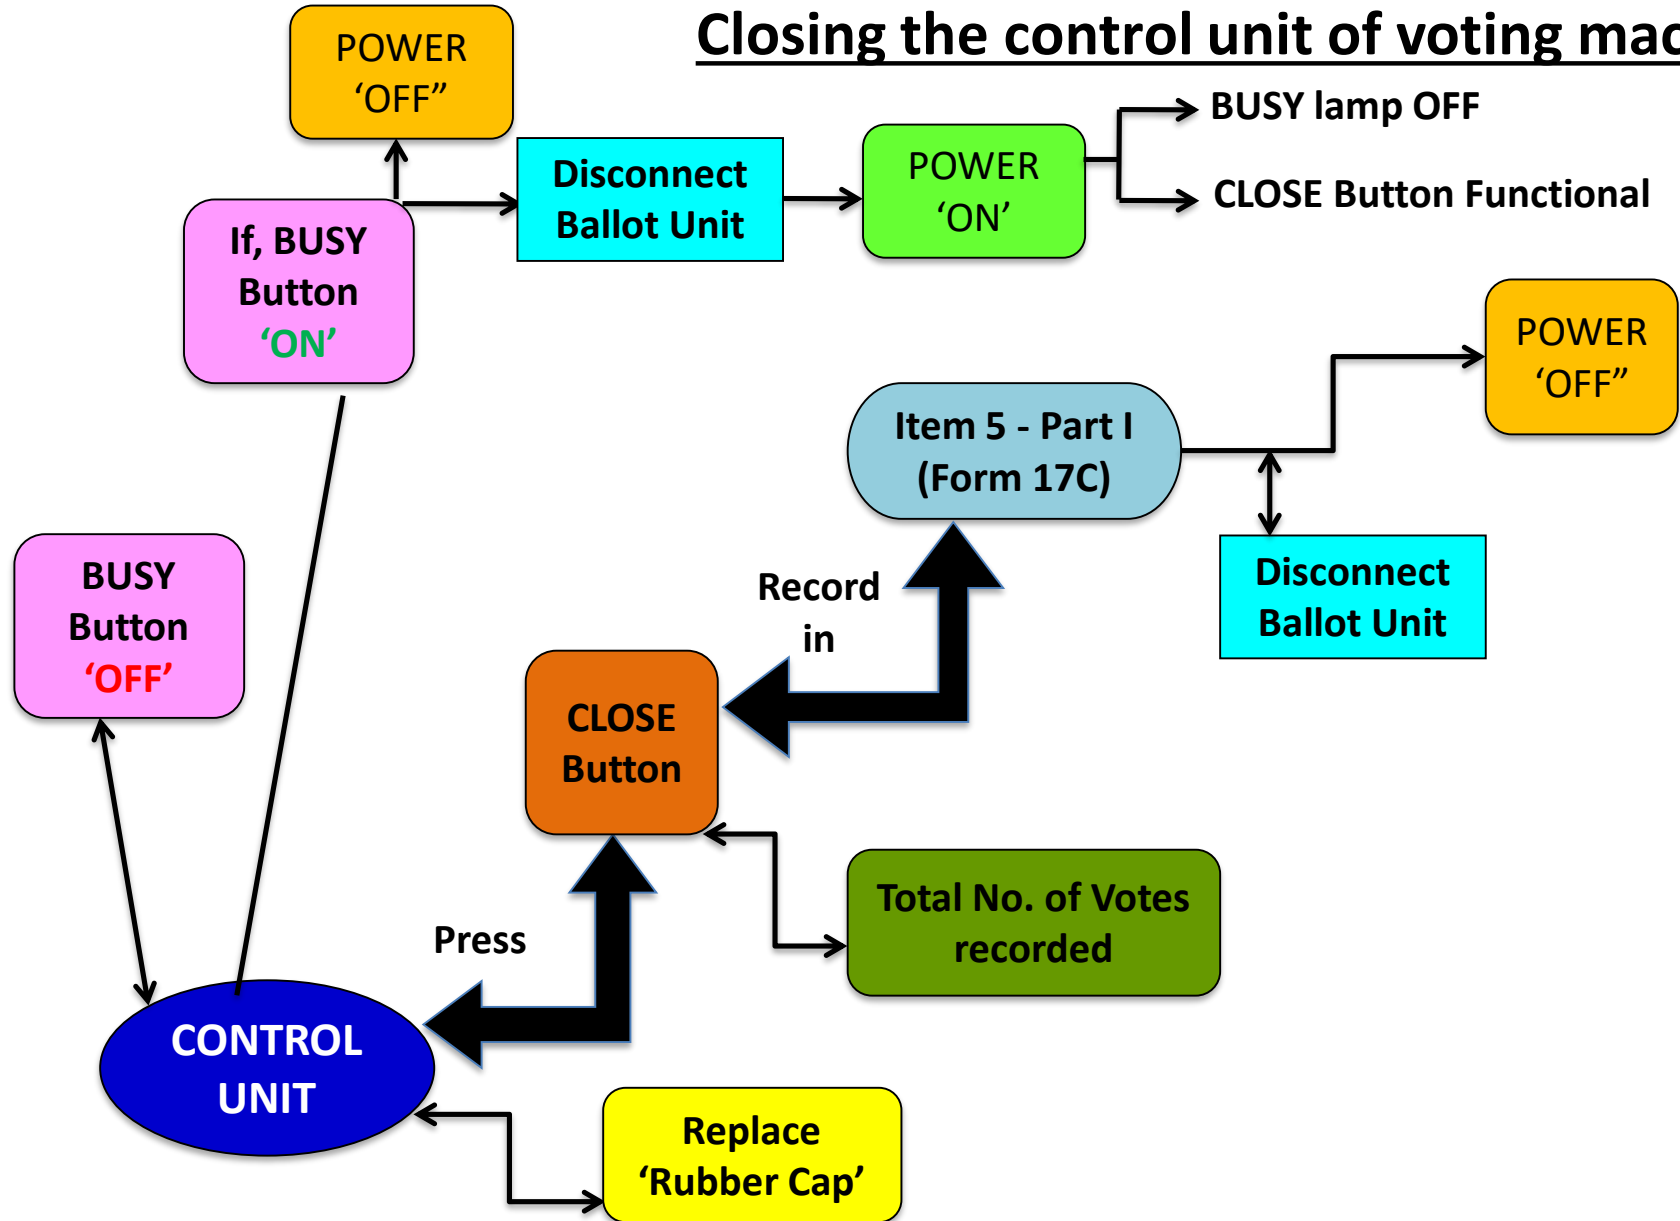 Closing the control unit of voting mac
POWER
‘OFF”
BUSY lamp OFF
Disconnect
Ballot Unit
POWER
‘ON’
CLOSE Button Functional
If, BUSY
Button
‘ON’
POWER
‘OFF”
Item 5 - Part I
(Form 17C)
BUSY
Button
‘OFF’
Record
in
Disconnect
Ballot Unit
CLOSE
Button
Total No. of Votes
recorded
Press
CONTROL
UNIT
Replace
‘Rubber Cap’